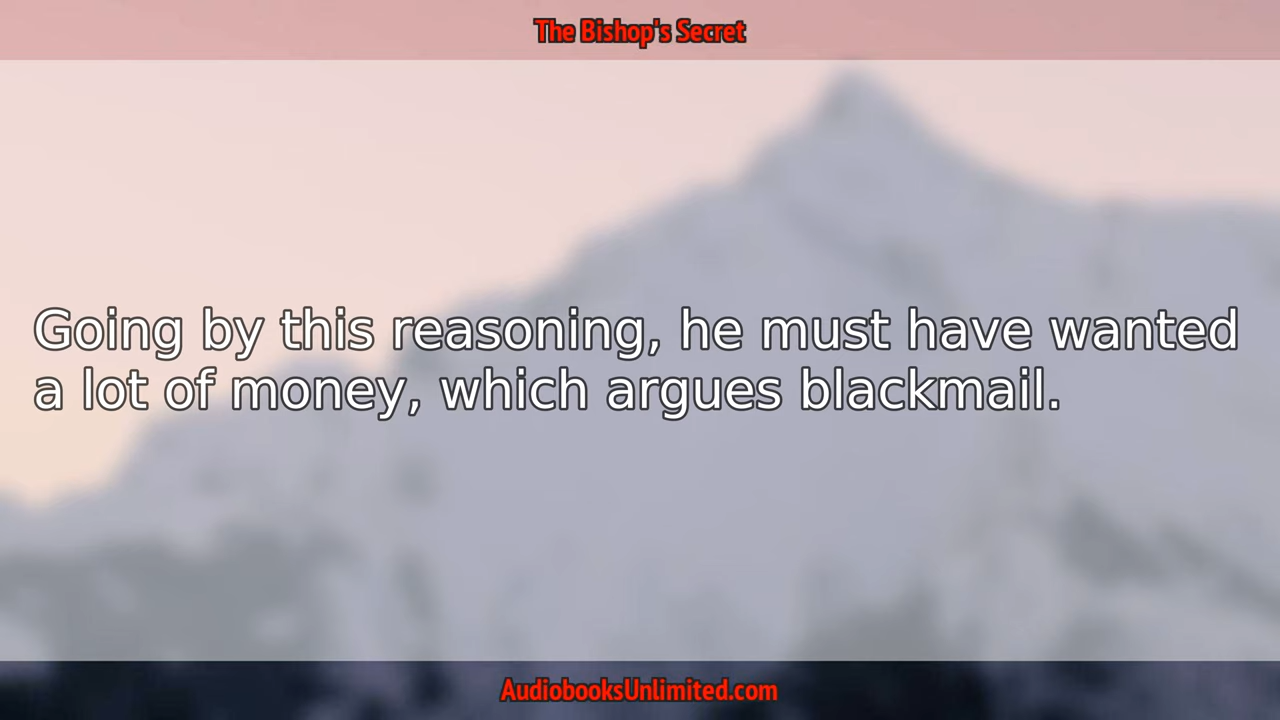 The Bishop's Secret
Going by this reasoning, he must have wanted
a lot of money, which argues blackmail.
AudiobooksUnlimited.com